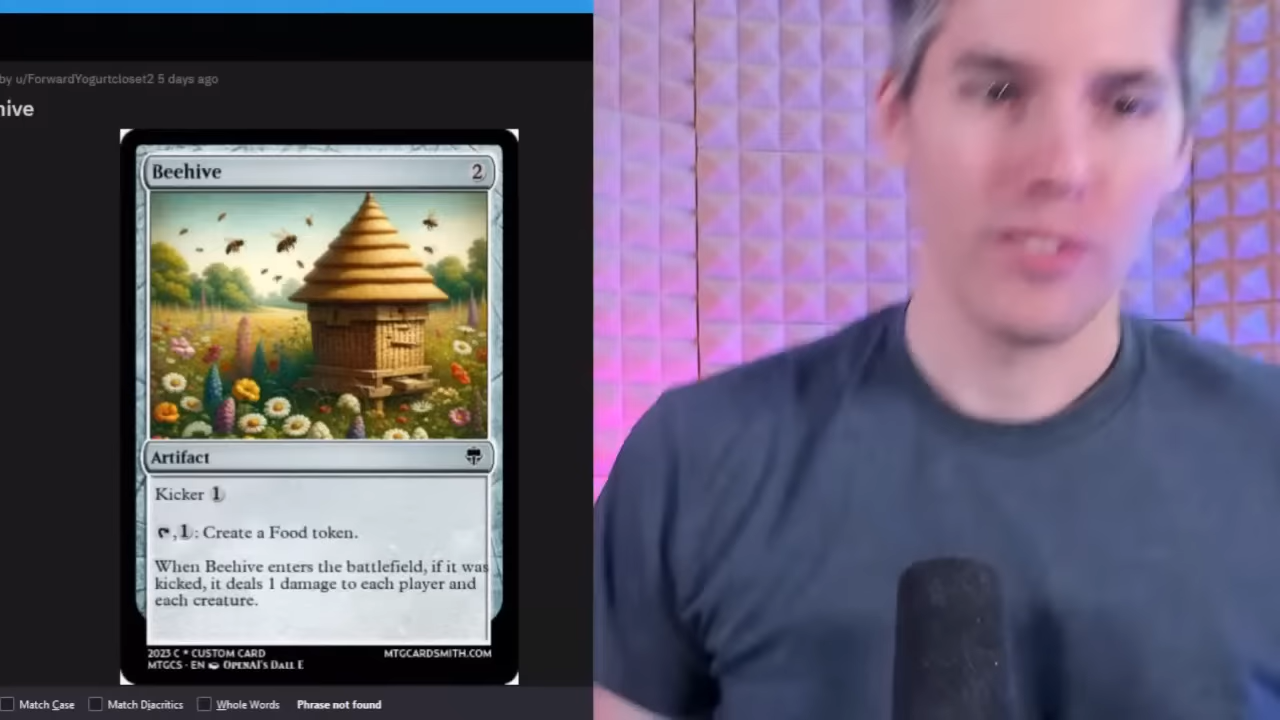 by u/ForwardYogurtcloset2 5 days ago
hive
Beehive 2
Artifact
Kicker 1
,1: Create a Food token.
When Beehive enters the battlefield, if it was
kicked, it deals 1 damage to each player and
each creature.
2023 C * CUSTOM CARD MTGCARDSMITH.COM
MTGCS - EN OPENAI'S DALL E
Match Case Match Diacritics Whole Words Phrase not found